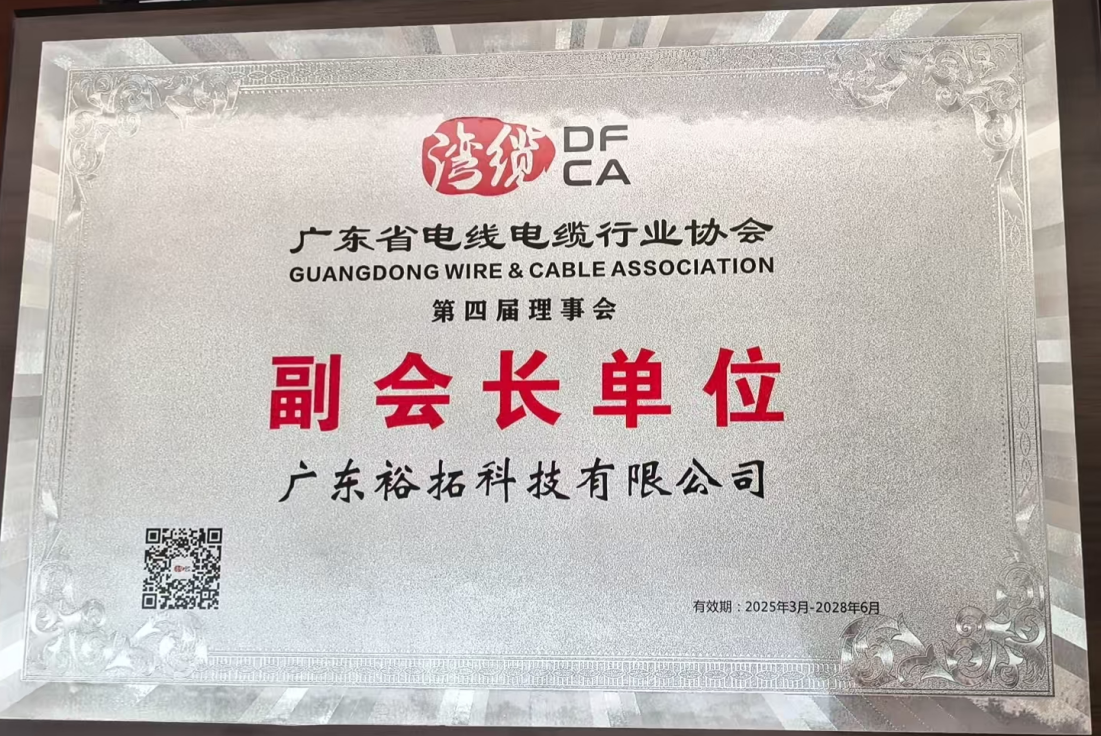 湾缆 DF
CA
广东省电线电缆行业协会
GUANGDONG WIRE & CABLE ASSOCIATION
第四届理事会
副会长单位
广东裕拓科技有限公司
有效期：2025年3月-2028年6月